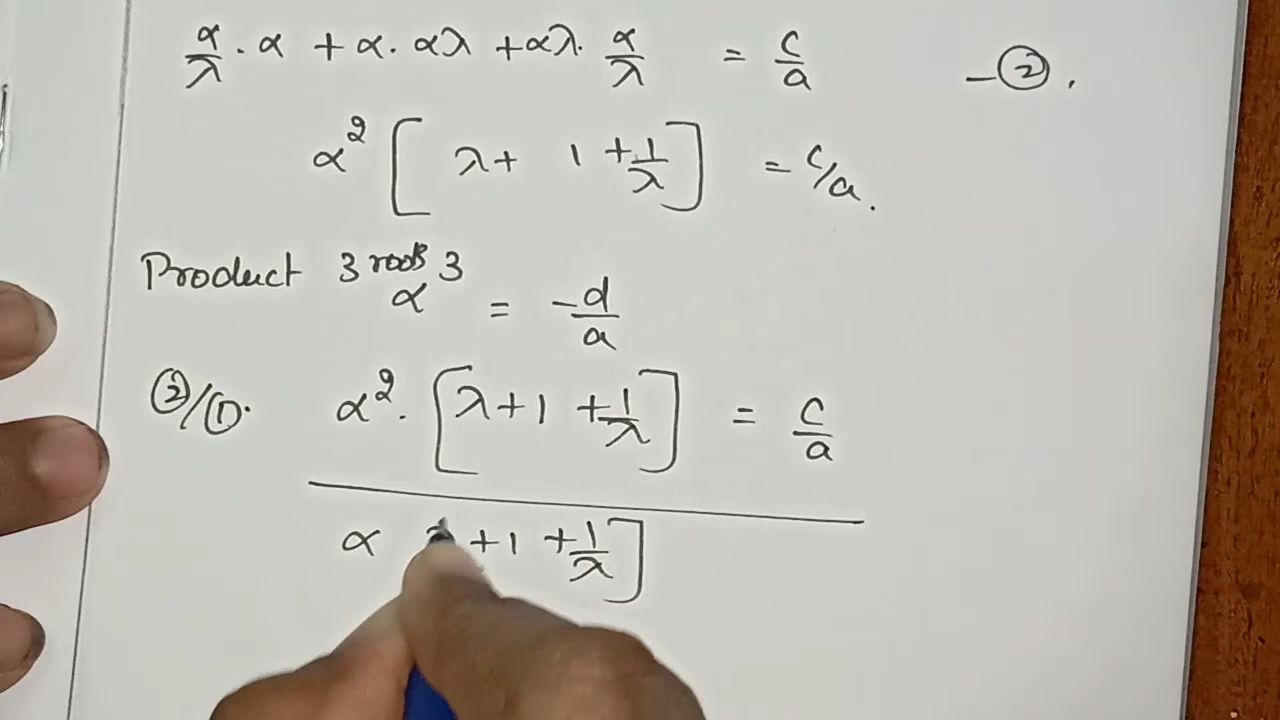 α/λ · α + α · αλ + αλ · α/λ = c/a - ②.
α² [ λ + 1 + 1/λ ] = c/a.
Product 3 roots
α³ = -d/a
②/①. α² · [ λ + 1 + 1/λ ] = c/a
α + 1 + 1/λ ]